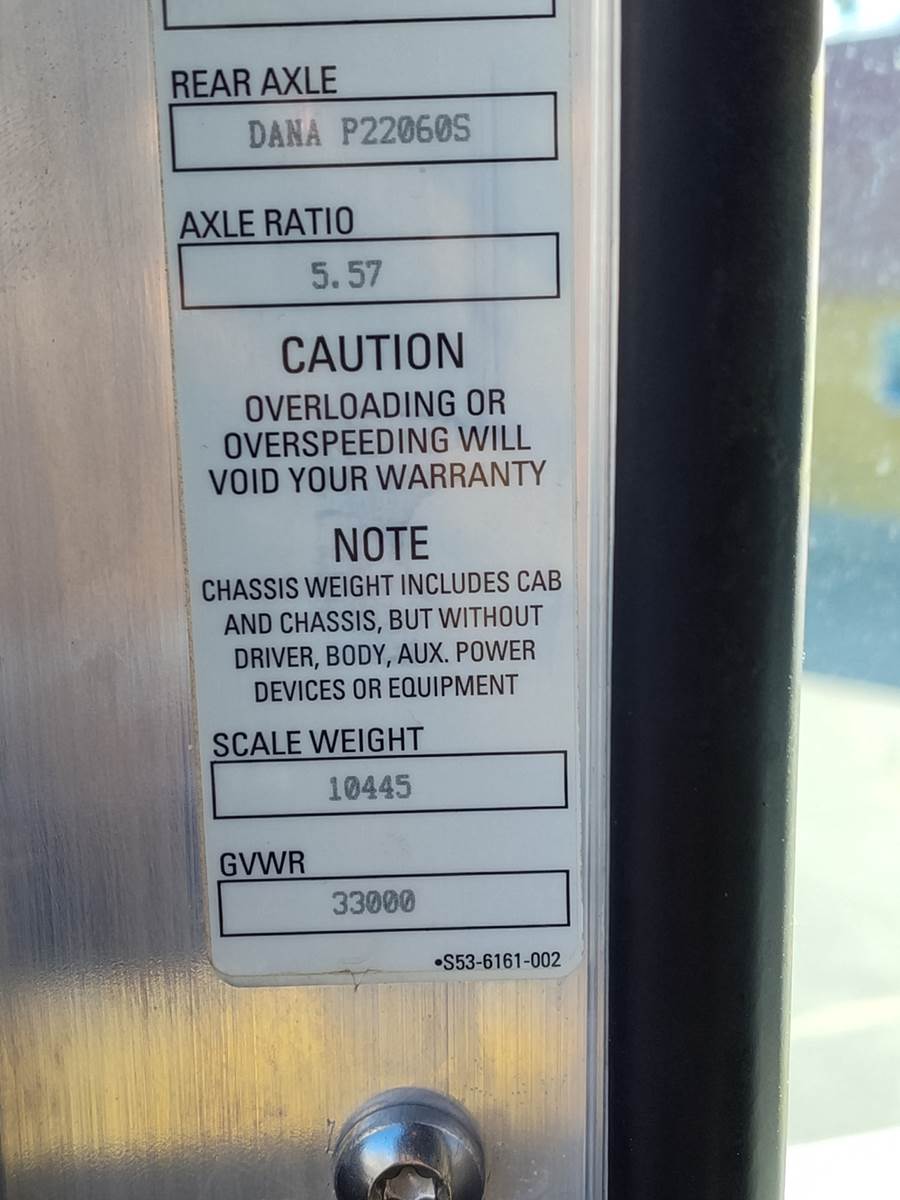 REAR AXLE
DANA P22060S
AXLE RATIO
5.57
CAUTION
OVERLOADING OR
OVERSPEEDING WILL
VOID YOUR WARRANTY
NOTE
CHASSIS WEIGHT INCLUDES CAB
AND CHASSIS, BUT WITHOUT
DRIVER, BODY, AUX. POWER
DEVICES OR EQUIPMENT
SCALE WEIGHT
10445
GVWR
33000
•S53-6161-002